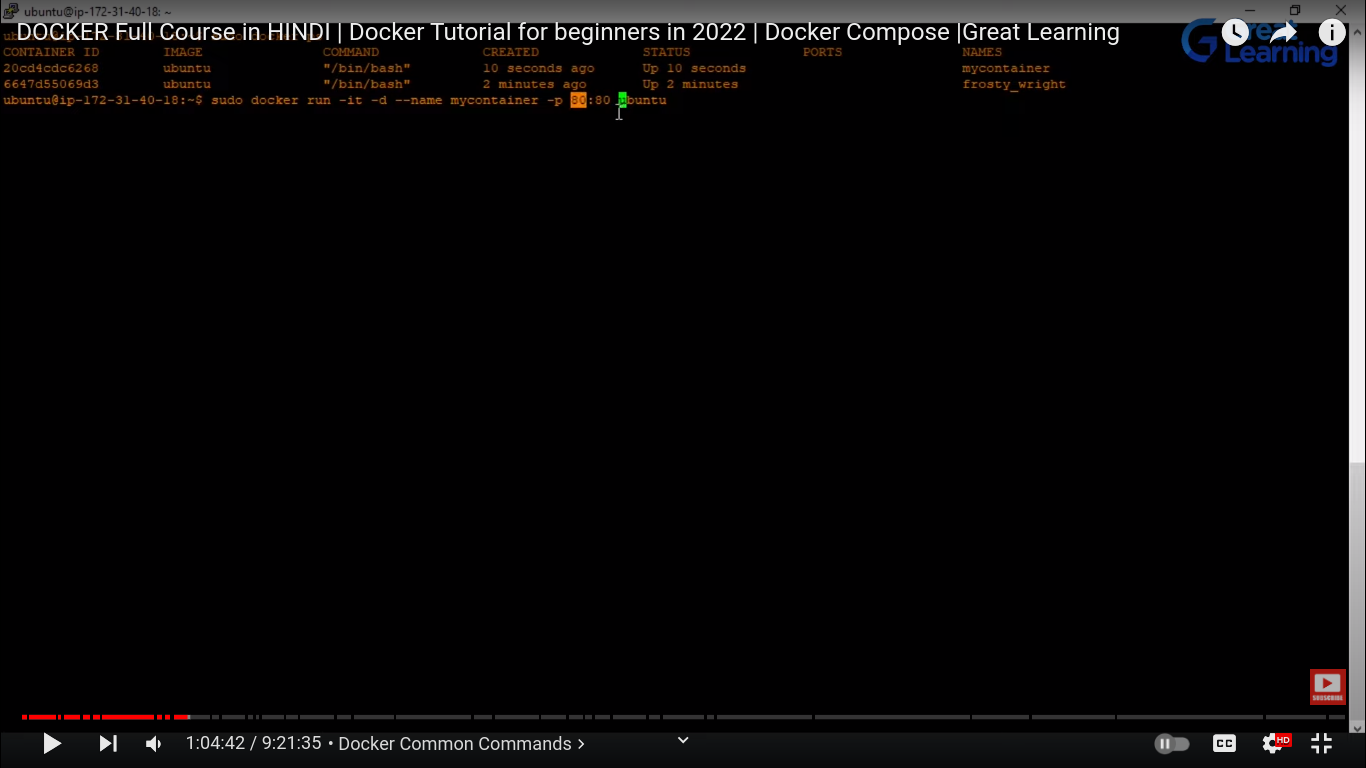 ubuntu@ip-172-31-40-18: ~
DOCKER Full Course in HINDI | Docker Tutorial for beginners in 2022 | Docker Compose |Great Learning
Great Learning
CONTAINER ID IMAGE COMMAND CREATED STATUS PORTS NAMES
20cd4cdc6268 ubuntu "/bin/bash" 10 seconds ago Up 10 seconds mycontainer
6647d55069d3 ubuntu "/bin/bash" 2 minutes ago Up 2 minutes frosty_wright
ubuntu@ip-172-31-40-18:~$ sudo docker run -it -d --name mycontainer -p 80:80 ubuntu
SUBSCRIBE
1:04:42 / 9:21:35 • Docker Common Commands ›
CC
HD